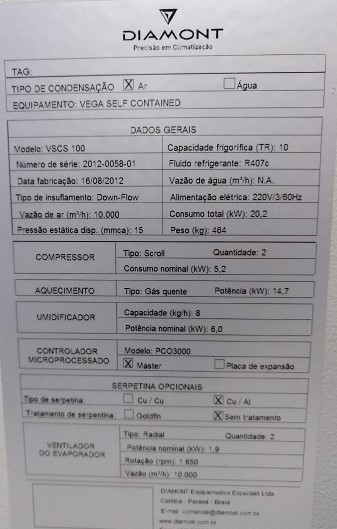 DIAMONT
Precisão em Climatização
TAG:
TIPO DE CONDENSAÇÃO X Ar Água
EQUIPAMENTO: VEGA SELF CONTAINED
DADOS GERAIS
Modelo: VSCS 100 Capacidade frigorífica (TR): 10
Número de série: 2012-0058-01 Fluído refrigerante: R407c
Data fabricação: 16/08/2012 Vazão de água (m³/h): N.A.
Tipo de insuflamento: Down-Flow Alimentação elétrica: 220V/3/60Hz
Vazão de ar (m³/h): 10.000 Consumo total (kW): 20,2
Pressão estática disp. (mmca): 15 Peso (kg): 464
COMPRESSOR Tipo: Scroll Quantidade: 2
Consumo nominal (kW): 5,2
AQUECIMENTO Tipo: Gás quente Potência (kW): 14,7
UMIDIFICADOR Capacidade (kg/h): 8
Potência nominal (kW): 6,0
CONTROLADOR MICROPROCESSADO Modelo: PCO3000
X Master Placa de expansão
SERPETINA OPCIONAIS
Tipo de serpetina: Cu / Cu X Cu / Al
Tratamento de serpentina: Goldfin X Sem tratamento
VENTILADOR DO EVAPORADOR Tipo: Radial Quantidade: 2
Potência nominal (kW): 1,9
Rotação (rpm): 1.650
Vazão (m³/h): 10.000
DIAMONT Equipamentos Especiais Ltda.
Curitiba - Paraná - Brasil
E-mail: comercial@diamont.com.br
www.diamont.com.br